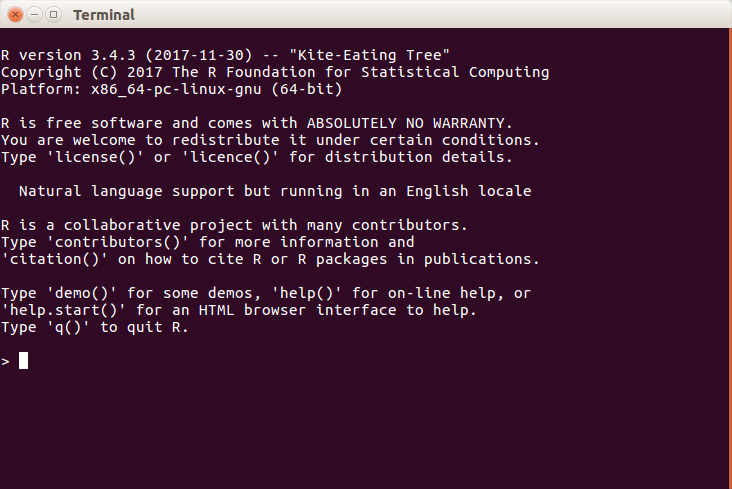 Terminal
R version 3.4.3 (2017-11-30) -- "Kite-Eating Tree"
Copyright (C) 2017 The R Foundation for Statistical Computing
Platform: x86_64-pc-linux-gnu (64-bit)
R is free software and comes with ABSOLUTELY NO WARRANTY.
You are welcome to redistribute it under certain conditions.
Type 'license()' or 'licence()' for distribution details.
Natural language support but running in an English locale
R is a collaborative project with many contributors.
Type 'contributors()' for more information and
'citation()' on how to cite R or R packages in publications.
Type 'demo()' for some demos, 'help()' for on-line help, or
'help.start()' for an HTML browser interface to help.
Type 'q()' to quit R.
>